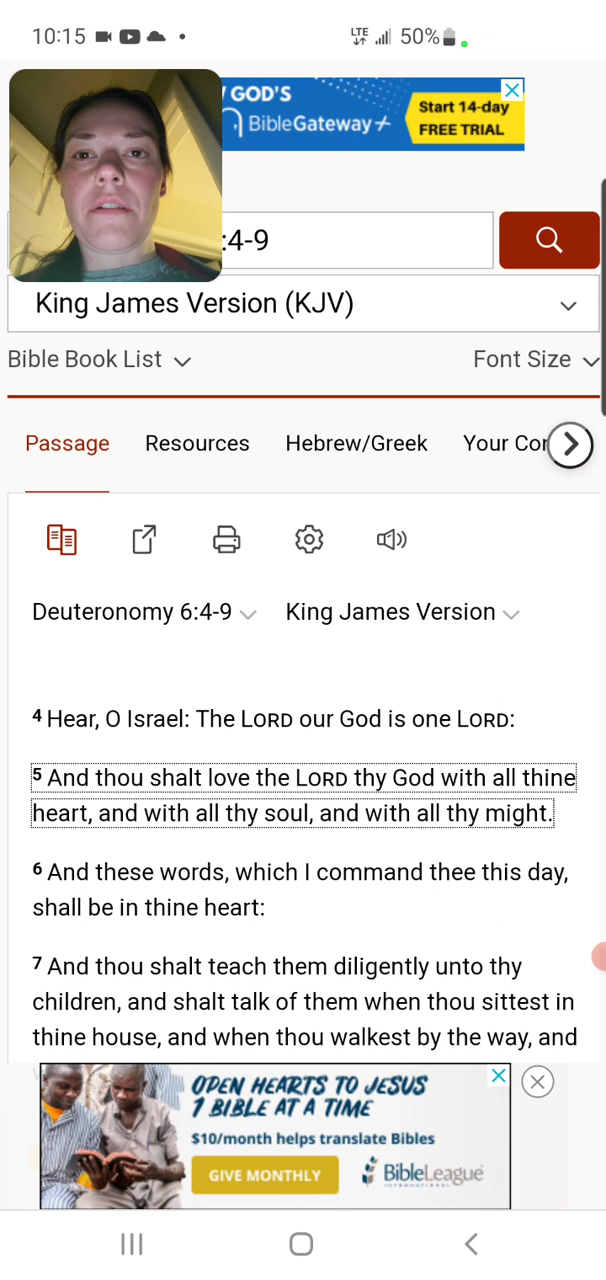 10:15
LTE
50%
GOD'S
BibleGateway+
Start 14-day
FREE TRIAL
:4-9
King James Version (KJV)
Bible Book List
Font Size
Passage Resources Hebrew/Greek Your
Deuteronomy 6:4-9 King James Version
4 Hear, O Israel: The LORD our God is one LORD:
5 And thou shalt love the LORD thy God with all thine
heart, and with all thy soul, and with all thy might.
6 And these words, which I command thee this day,
shall be in thine heart:
7 And thou shalt teach them diligently unto thy
children, and shalt talk of them when thou sittest in
thine house, and when thou walkest by the way, and
OPEN HEARTS TO JESUS
1 BIBLE AT A TIME
$10/month helps translate Bibles
GIVE MONTHLY
BibleLeague
INTERNATIONAL